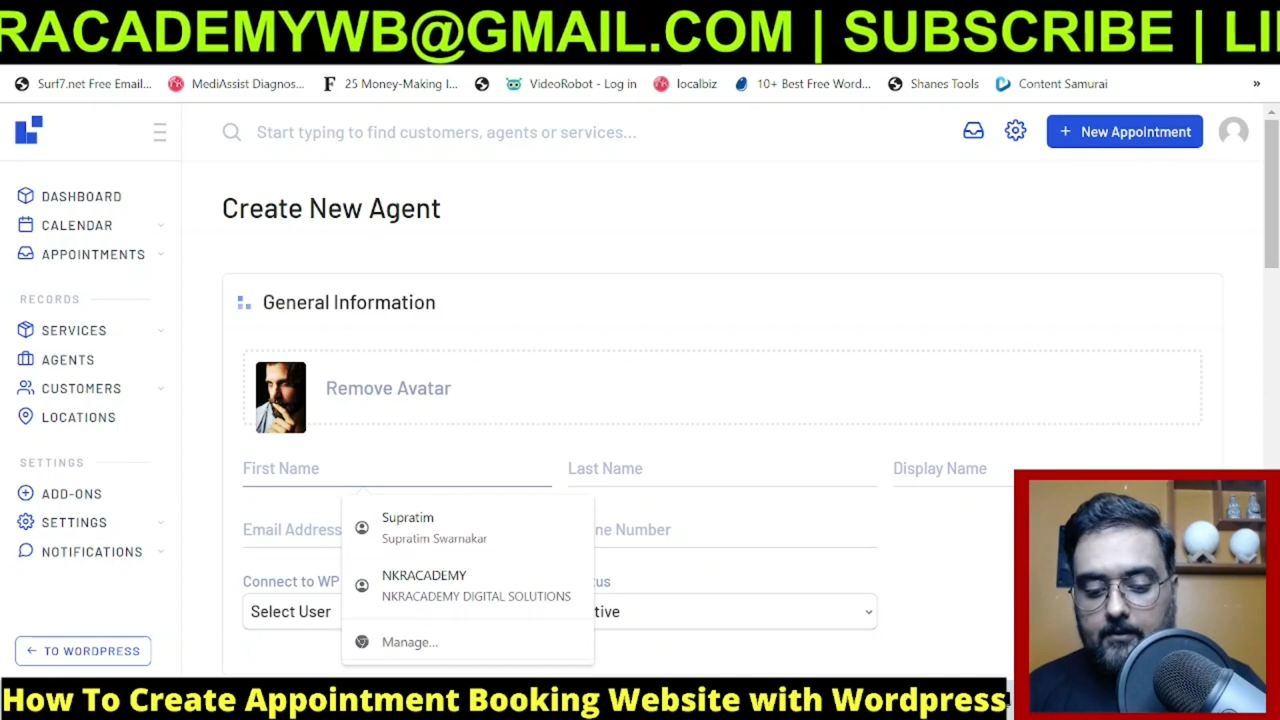 RACADEMYWB@GMAIL.COM | SUBSCRIBE | LI
Surf7.net Free Email... MediAssist Diagnos... 25 Money-Making I... VideoRobot - Log in localbiz 10+ Best Free Word... Shanes Tools Content Samurai »
Start typing to find customers, agents or services...
+ New Appointment
DASHBOARD
CALENDAR
APPOINTMENTS
RECORDS
SERVICES
AGENTS
CUSTOMERS
LOCATIONS
SETTINGS
ADD-ONS
SETTINGS
NOTIFICATIONS
← TO WORDPRESS
Create New Agent
General Information
Remove Avatar
First Name Last Name Display Name
Email Address ne Number
Connect to WP tus
Select User tive
Supratim
Supratim Swarnakar
NKRACADEMY
NKRACADEMY DIGITAL SOLUTIONS
Manage...
How To Create Appointment Booking Website with Wordpress